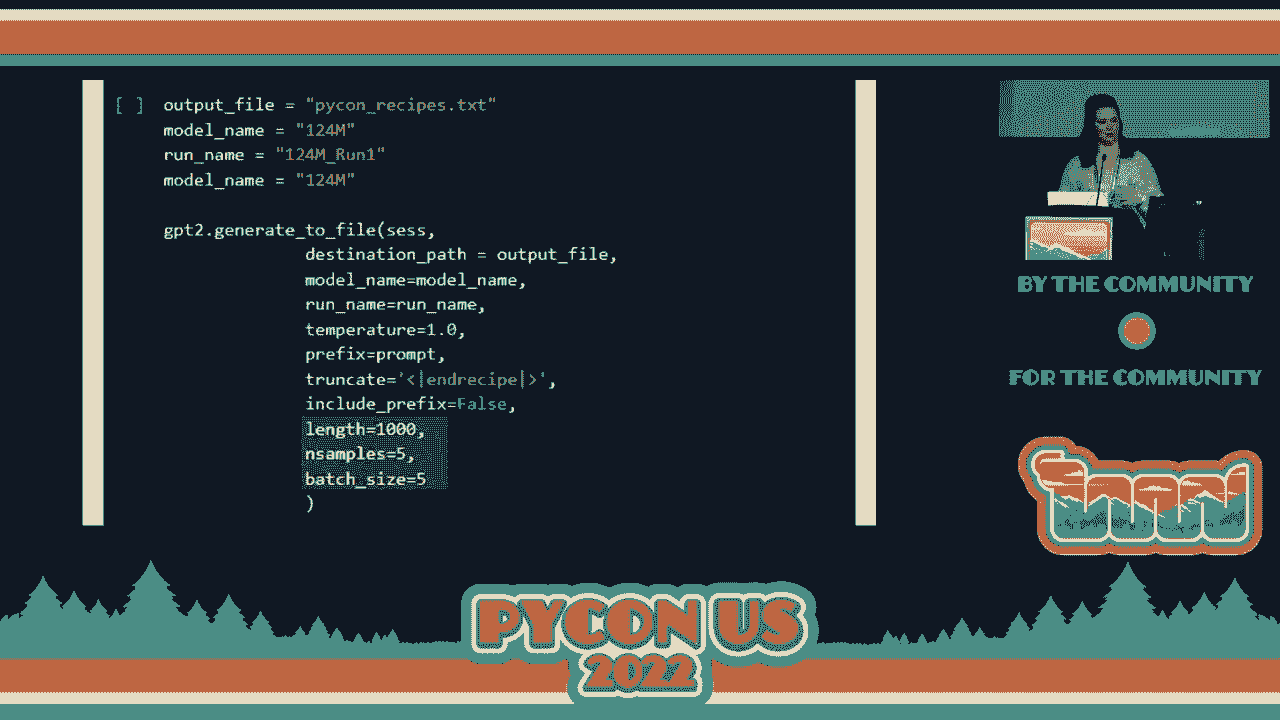 [ ] output_file = "pycon_recipes.txt"
model_name = "124M"
run_name = "124M_Run1"
model_name = "124M"
gpt2.generate_to_file(sess,
destination_path = output_file,
model_name=model_name,
run_name=run_name,
temperature=1.0,
prefix=prompt,
truncate='<|endrecipe|>',
include_prefix=False,
length=1000,
nsamples=5,
batch_size=5
)
BY THE COMMUNITY
FOR THE COMMUNITY
PYCON US
2022